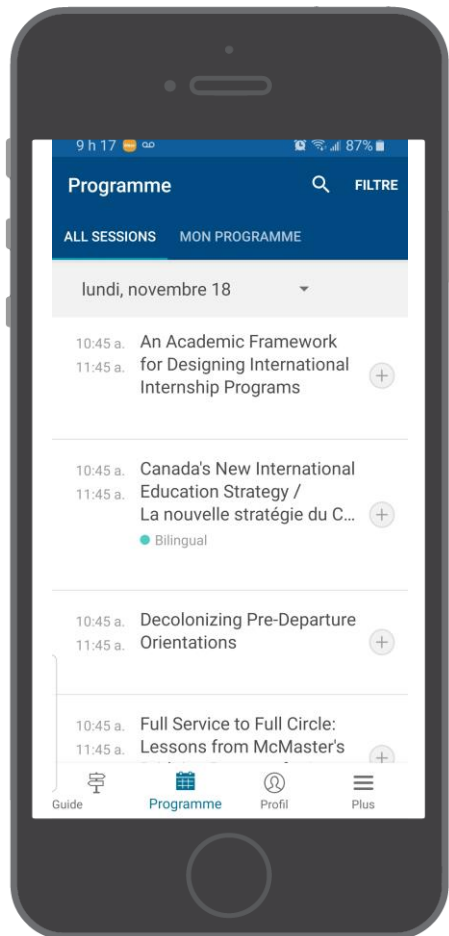 9 h 17 87%
Programme FILTRE
ALL SESSIONS MON PROGRAMME
lundi, novembre 18
10:45 a. An Academic Framework
11:45 a. for Designing International
Internship Programs
10:45 a. Canada's New International
11:45 a. Education Strategy /
La nouvelle stratégie du C...
Bilingual
10:45 a. Decolonizing Pre-Departure
11:45 a. Orientations
10:45 a. Full Service to Full Circle:
11:45 a. Lessons from McMaster's
Guide Programme Profil Plus